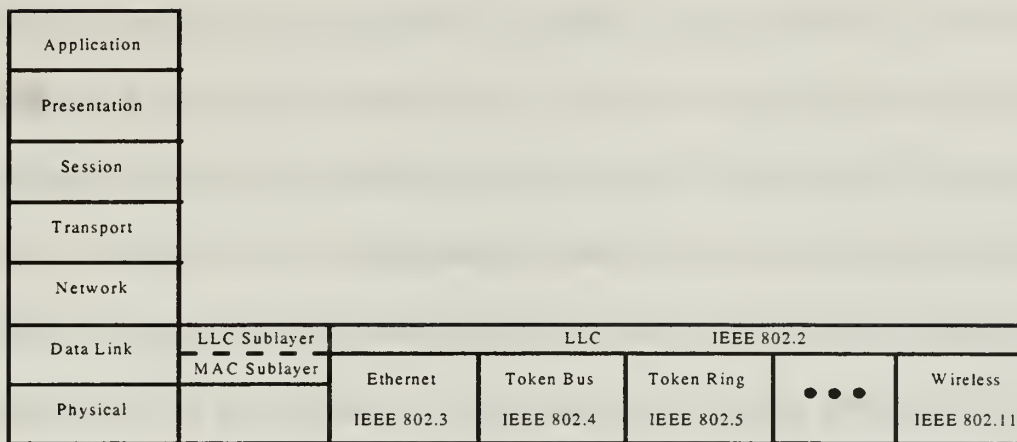 Application
Presentation
Session
Transport
Network
Data Link
LLC Sublayer
LLC IEEE 802.2
MAC Sublayer
Physical
Ethernet
IEEE 802.3
Token Bus
IEEE 802.4
Token Ring
IEEE 802.5
Wireless
IEEE 802.11